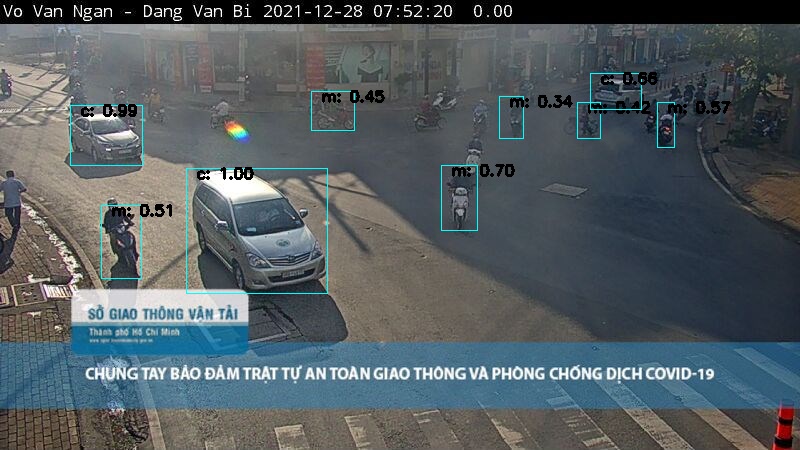 Vo Van Ngan - Dang Van Bi 2021-12-28 07:52:20 0.00
c: 0.66
m: 0.45
m: 0.34
m: 0.42
m: 0.57
c: 0.99
c: 1.00
m: 0.70
m: 0.51
SỞ GIAO THÔNG VẬN TẢI
Thành phố Hồ Chí Minh
CHUNG TAY BẢO ĐẢM TRẬT TỰ AN TOÀN GIAO THÔNG VÀ PHÒNG CHỐNG DỊCH COVID-19